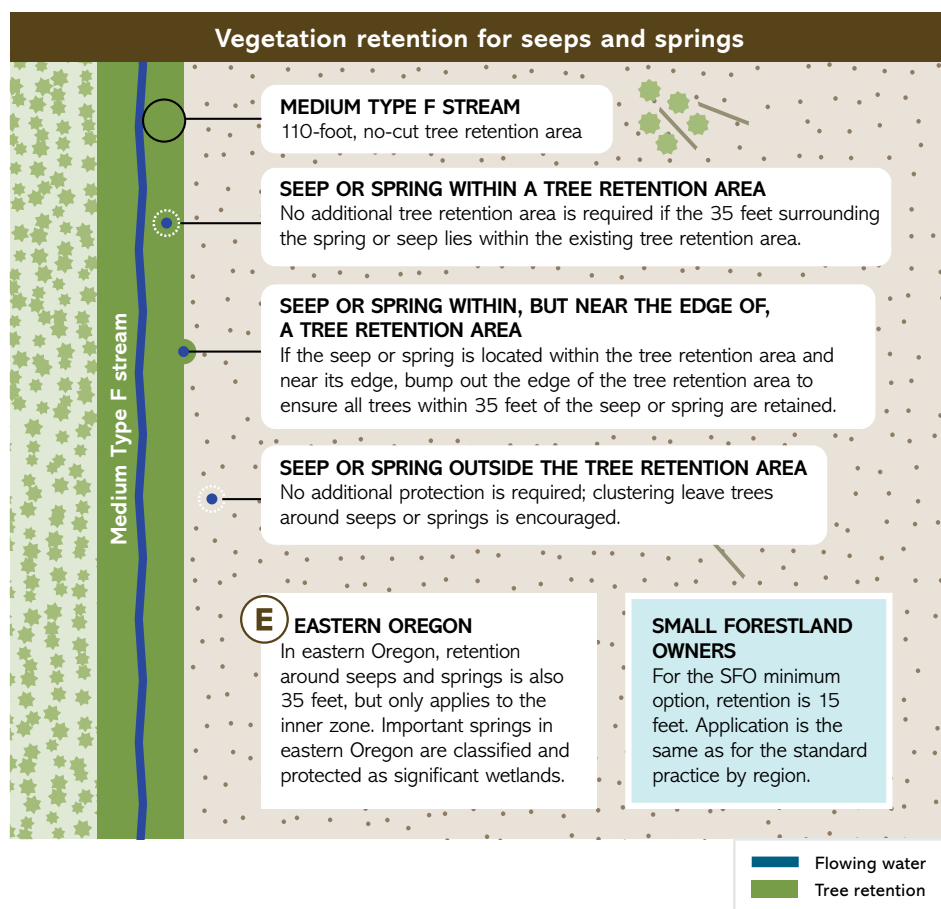 Vegetation retention for seeps and springs
MEDIUM TYPE F STREAM
110-foot, no-cut tree retention area
SEEP OR SPRING WITHIN A TREE RETENTION AREA
No additional tree retention area is required if the 35 feet surrounding
the spring or seep lies within the existing tree retention area.
SEEP OR SPRING WITHIN, BUT NEAR THE EDGE OF,
A TREE RETENTION AREA
If the seep or spring is located within the tree retention area and
near its edge, bump out the edge of the tree retention area to
ensure all trees within 35 feet of the seep or spring are retained.
Medium Type F stream
SEEP OR SPRING OUTSIDE THE TREE RETENTION AREA
No additional protection is required; clustering leave trees
around seeps or springs is encouraged.
E
EASTERN OREGON
In eastern Oregon, retention
around seeps and springs is also
35 feet, but only applies to the
inner zone. Important springs in
eastern Oregon are classified and
protected as significant wetlands.
SMALL FORESTLAND
OWNERS
For the SFO minimum
option, retention is 15
feet. Application is the
same as for the standard
practice by region.
Flowing water
Tree retention